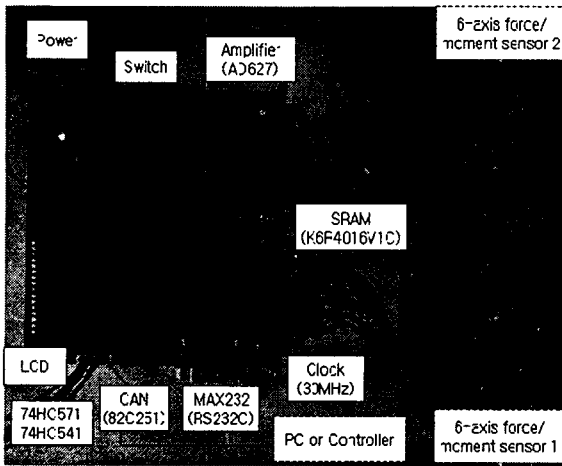 Power
Switch
Amplifier
(AD627)
6-axis force/
moment sensor 2
SRAM
(K6R4016V1C)
LCD
74HC571
74HC541
CAN
(82C251)
MAX232
(RS232C)
Clock
(30MHz)
PC or Controller
6-axis force/
moment sensor 1